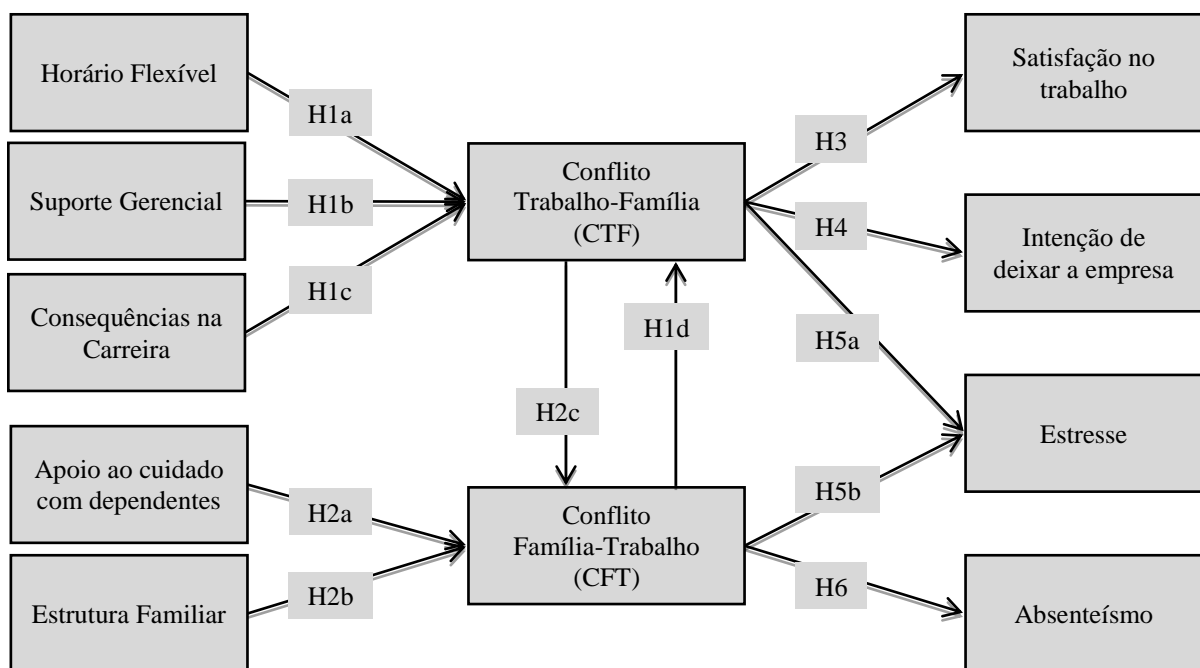 Horário Flexível
Suporte Gerencial
Consequências na
Carreira
Apoio ao cuidado
com dependentes
Estrutura Familiar
H1a
H1b
H1c
H2a
H2b
Conflito
Trabalho-Família
(CTF)
H2c
H1d
Conflito
Família-Trabalho
(CFT)
H3
H4
H5a
H5b
H6
Satisfação no
trabalho
Intenção de
deixar a empresa
Estresse
Absenteísmo